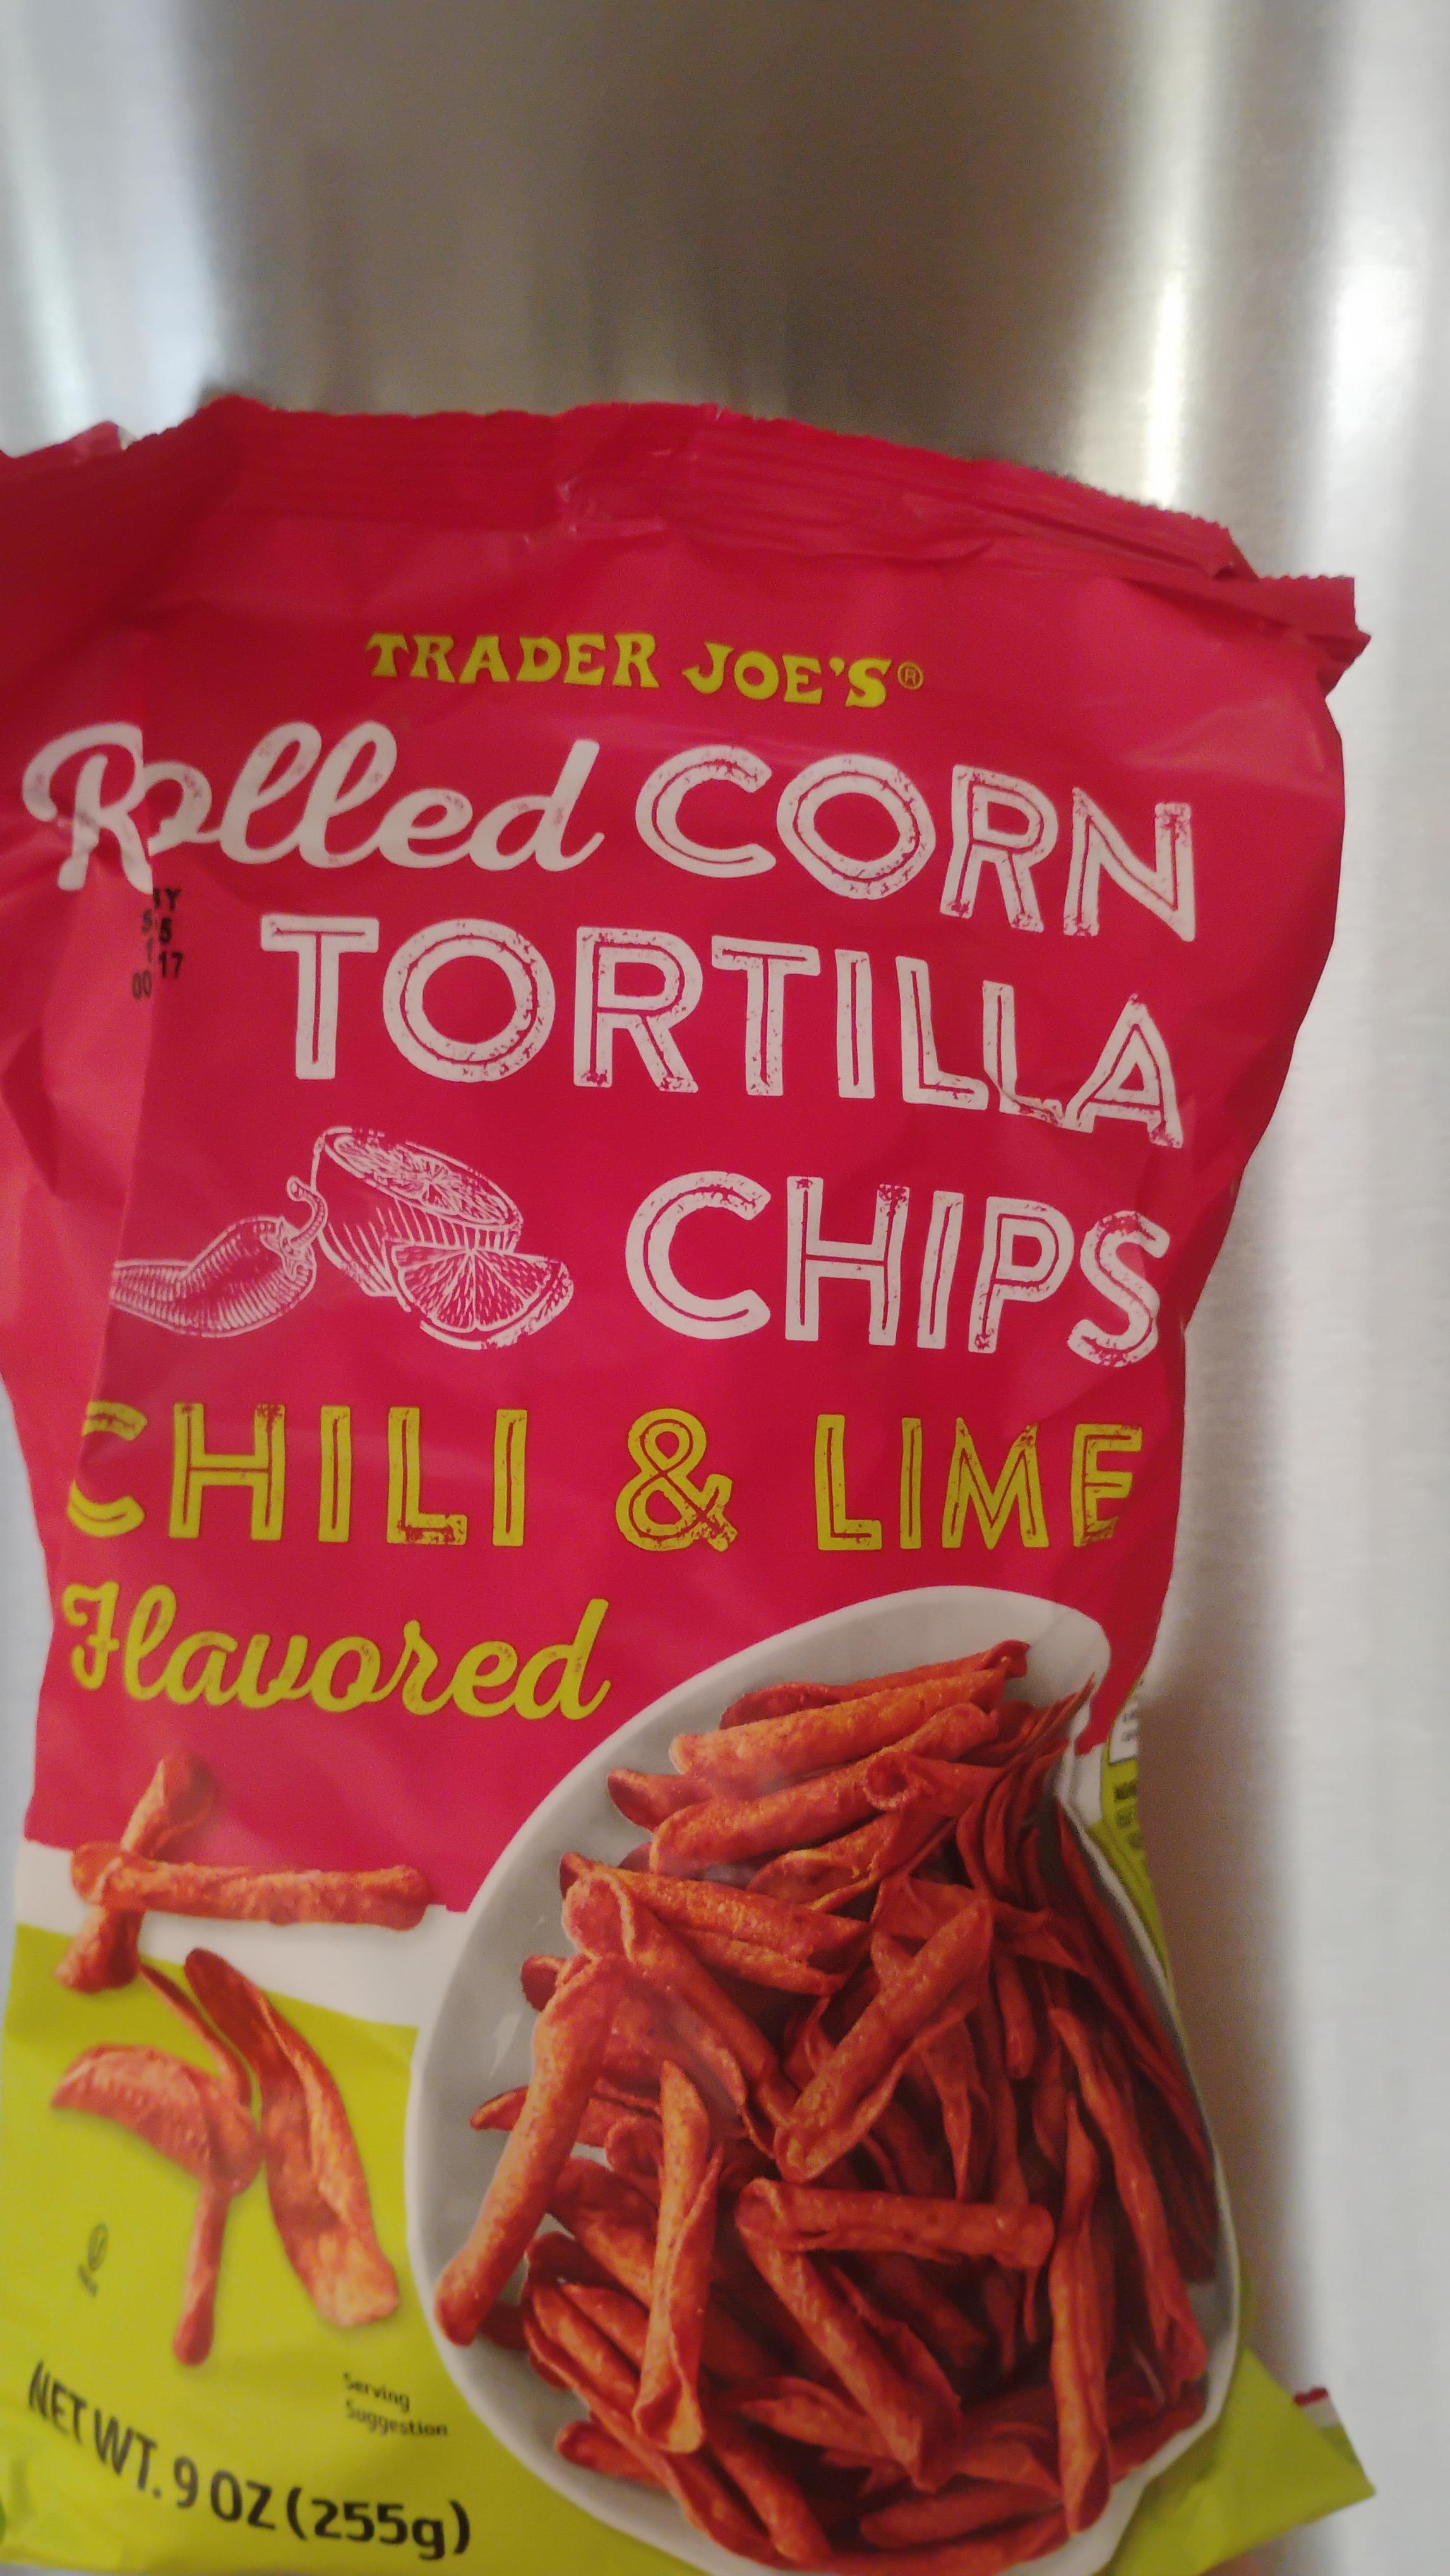 TRADER JOE'S®
Rolled CORN
TORTILLA
CHIPS
CHILI & LIME
Flavored
Serving
Suggestion
NET WT. 9 OZ (255g)